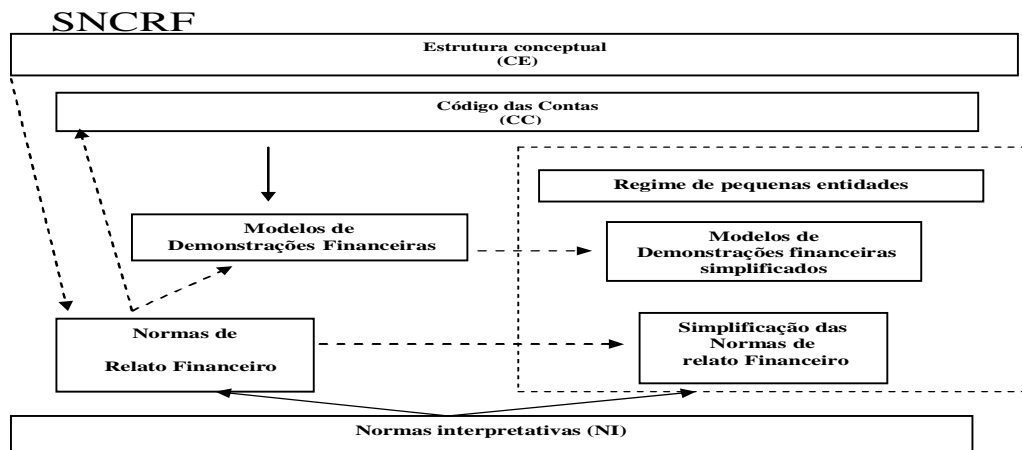 SNCRF
Estrutura conceptual
(CE)
Código das Contas
(CC)
Regime de pequenas entidades
Modelos de
Demonstrações Financeiras
Modelos de
Demonstrações financeiras
simplificados
Normas de
Relato Financeiro
Simplificação das
Normas de
relato Financeiro
Normas interpretativas (NI)